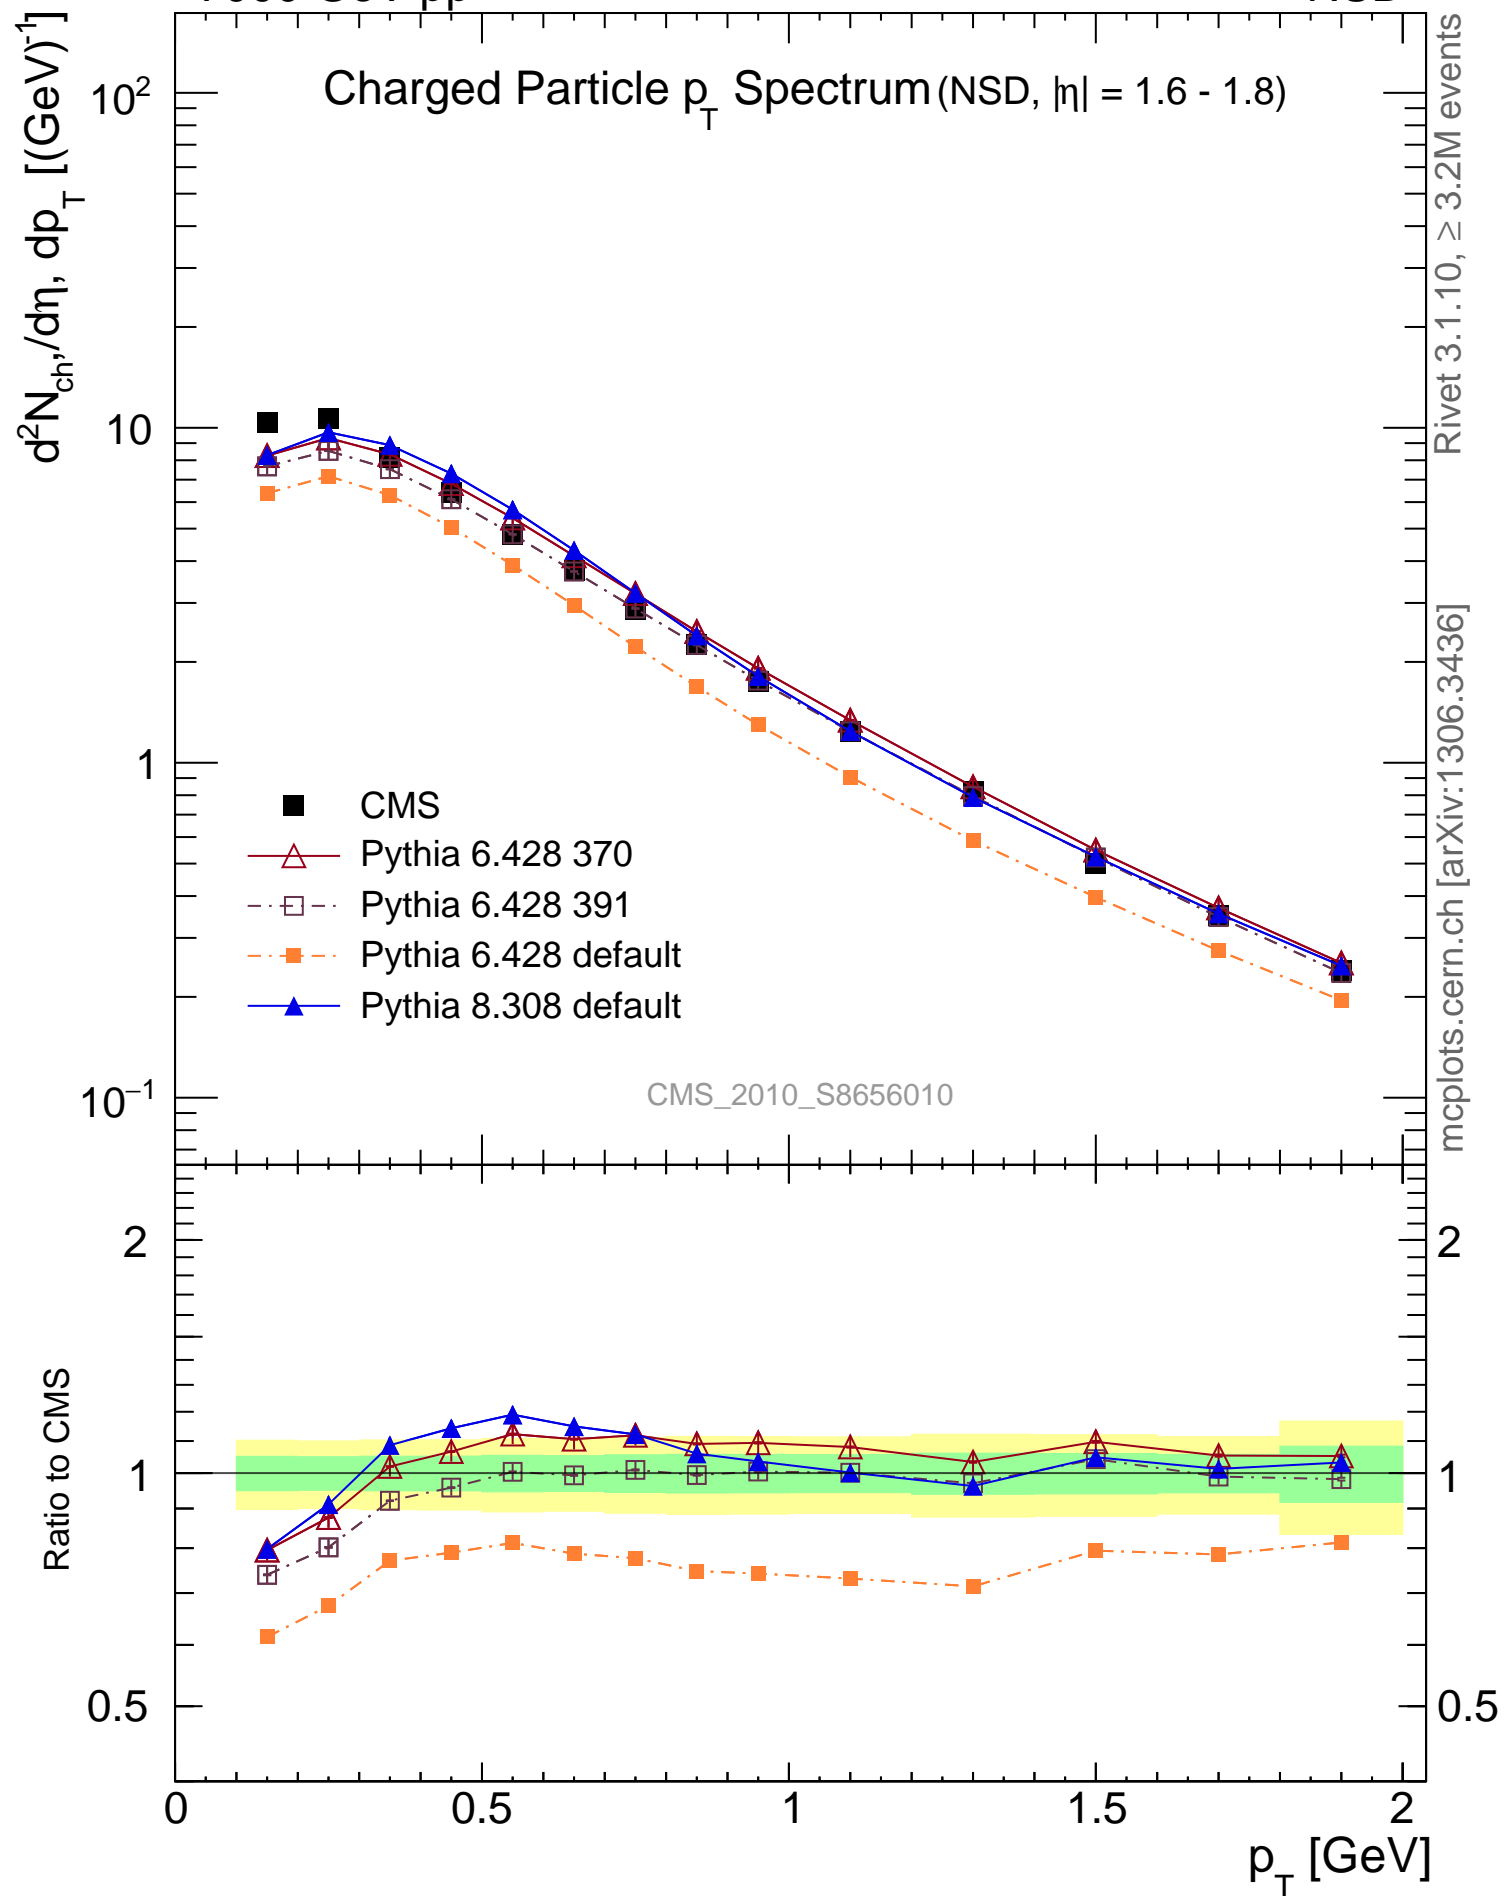 Charged Particle p_T Spectrum (NSD, |η| = 1.6 - 1.8)
d²N_ch,/dη, dp_T [(GeV)⁻¹]
10²
10
1
10⁻¹
CMS
Pythia 6.428 370
Pythia 6.428 391
Pythia 6.428 default
Pythia 8.308 default
CMS_2010_S8656010
Rivet 3.1.10, ≥ 3.2M events
mcplots.cern.ch [arXiv:1306.3436]
Ratio to CMS
2
1
0.5
2
1
0.5
0 0.5 1 1.5 2
p_T [GeV]